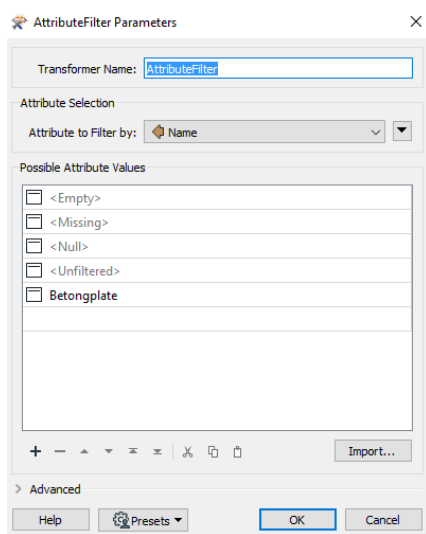 AttributeFilter Parameters
Transformer Name: AttributeFilter
Attribute Selection
Attribute to Filter by: Name
Possible Attribute Values
<Empty>
<Missing>
<Null>
<Unfiltered>
Betongplate
Import...
Advanced
Help Presets OK Cancel